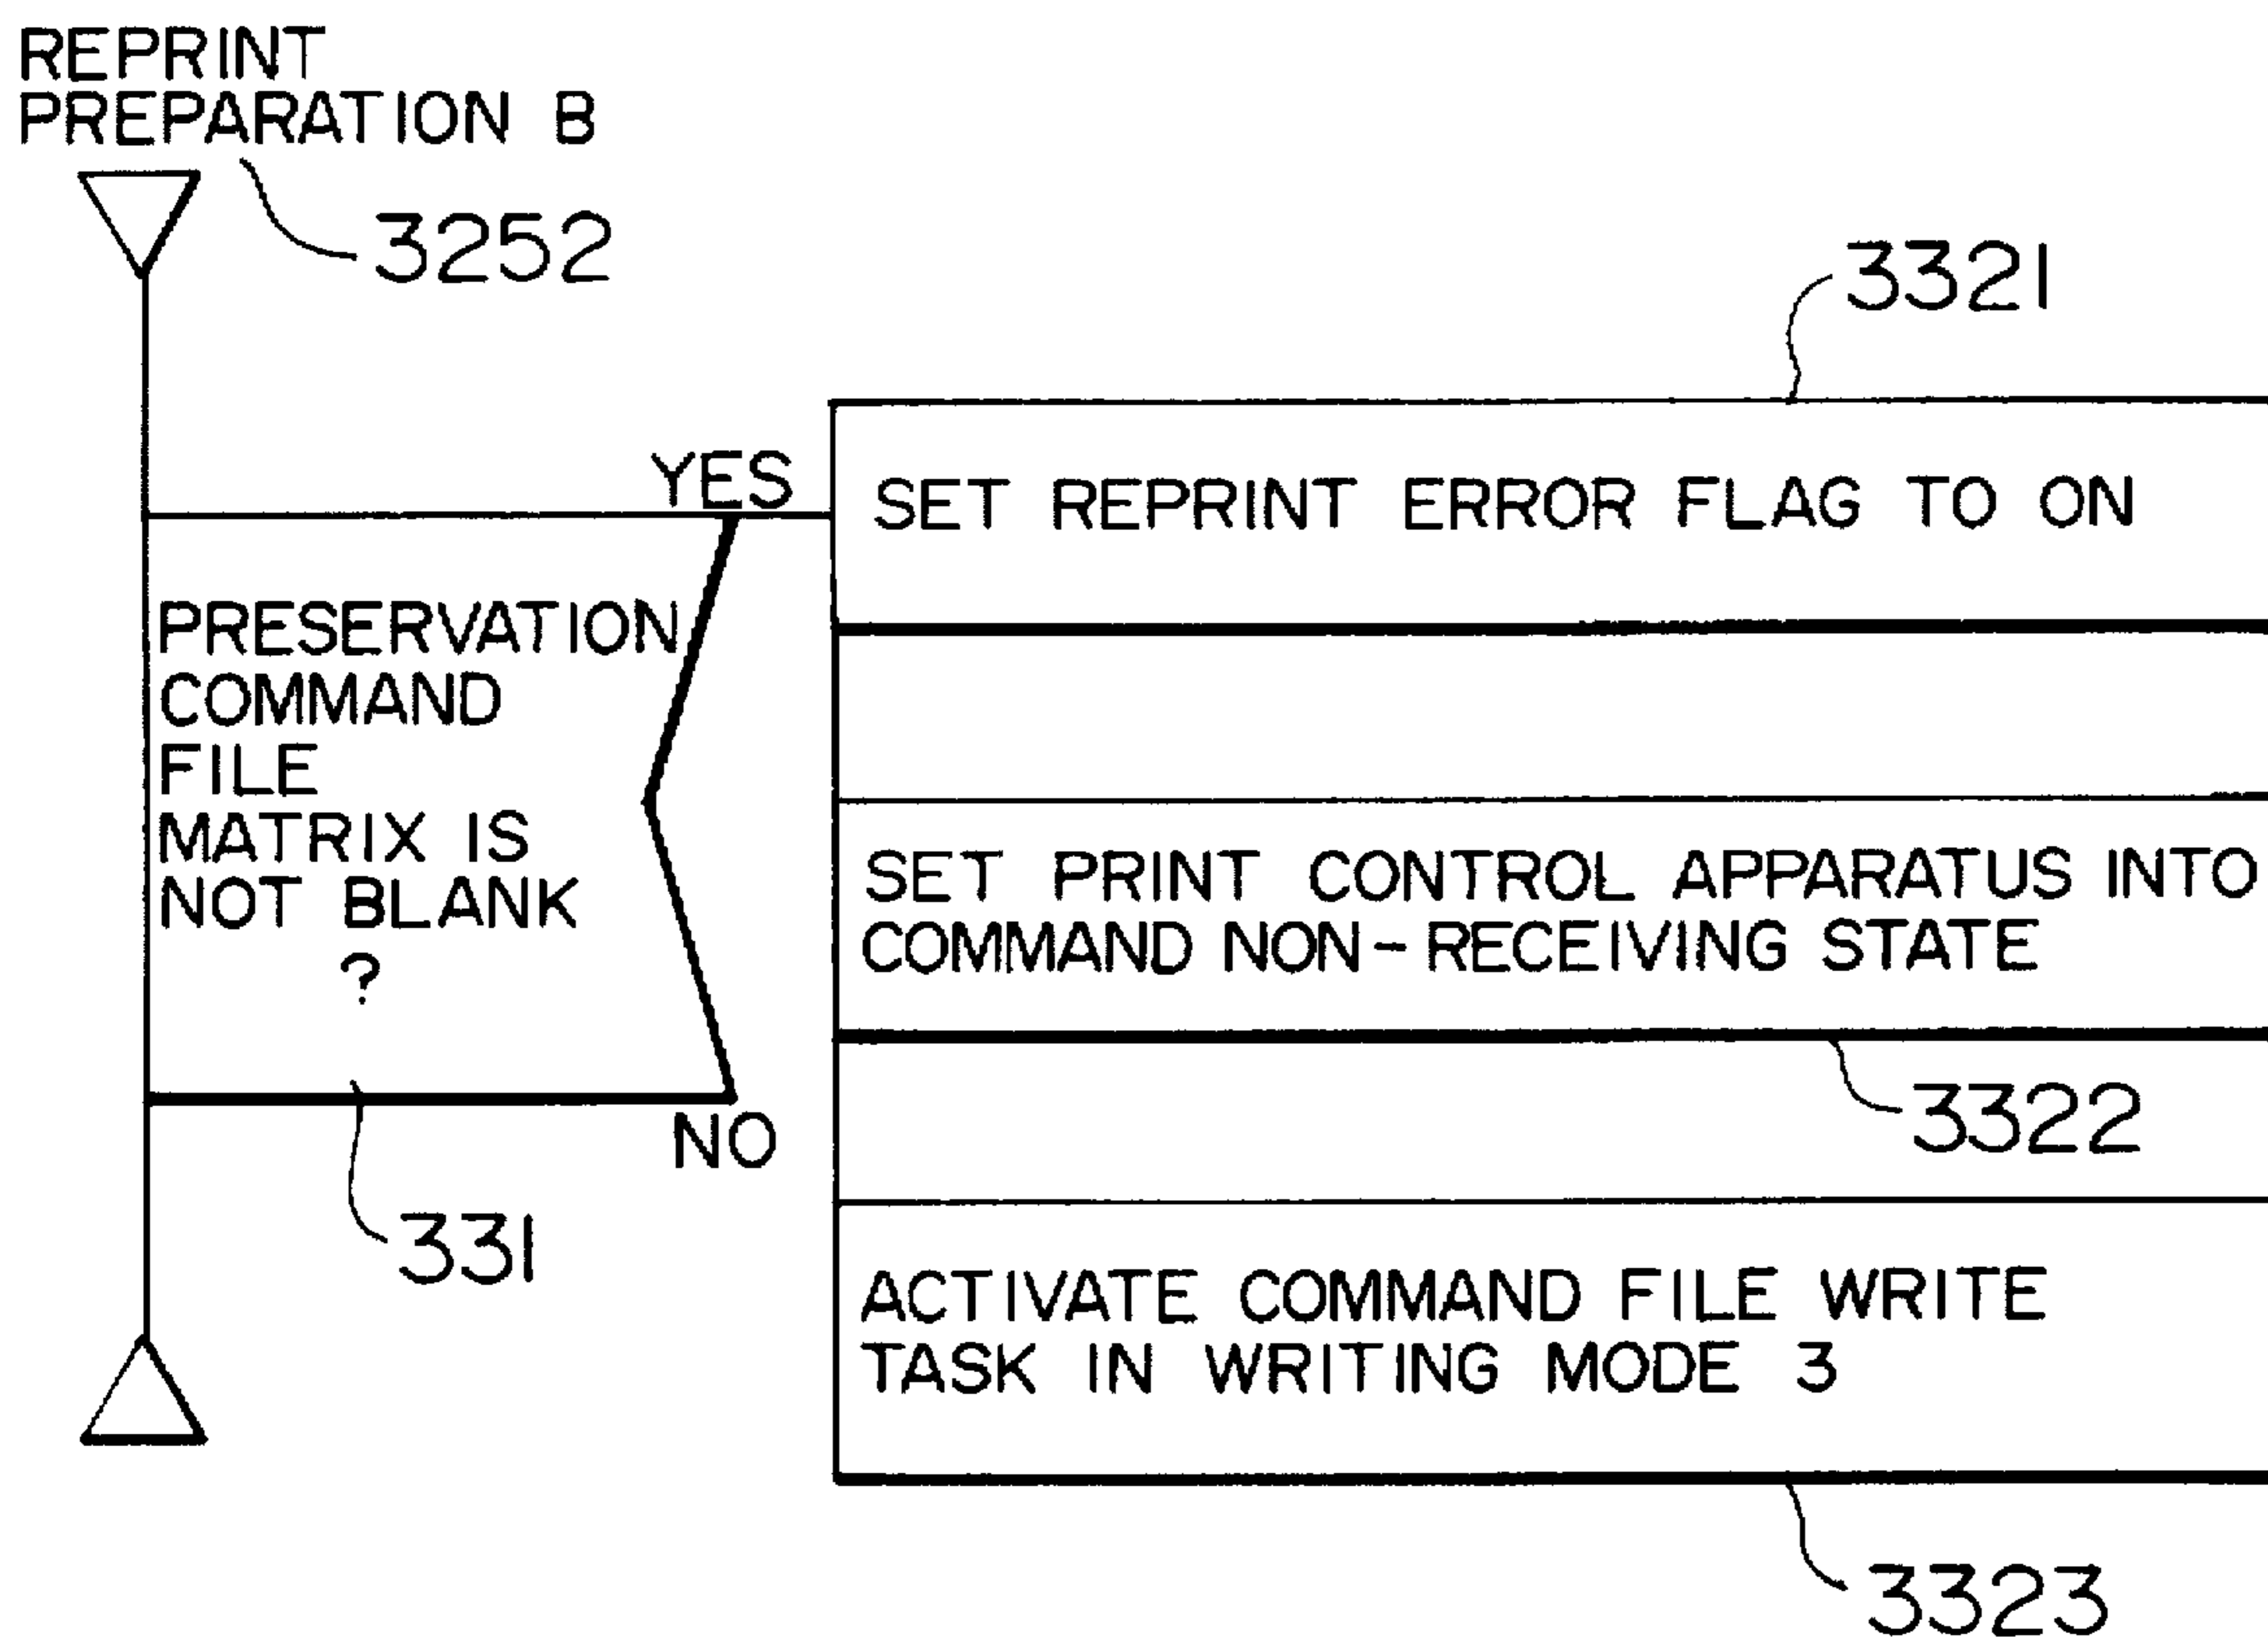 REPRINT
PREPARATION B
3252
3321
YES
SET REPRINT ERROR FLAG TO ON
PRESERVATION
COMMAND
FILE
MATRIX IS
NOT BLANK
?
SET PRINT CONTROL APPARATUS INTO
COMMAND NON-RECEIVING STATE
NO
3322
331
ACTIVATE COMMAND FILE WRITE
TASK IN WRITING MODE 3
3323